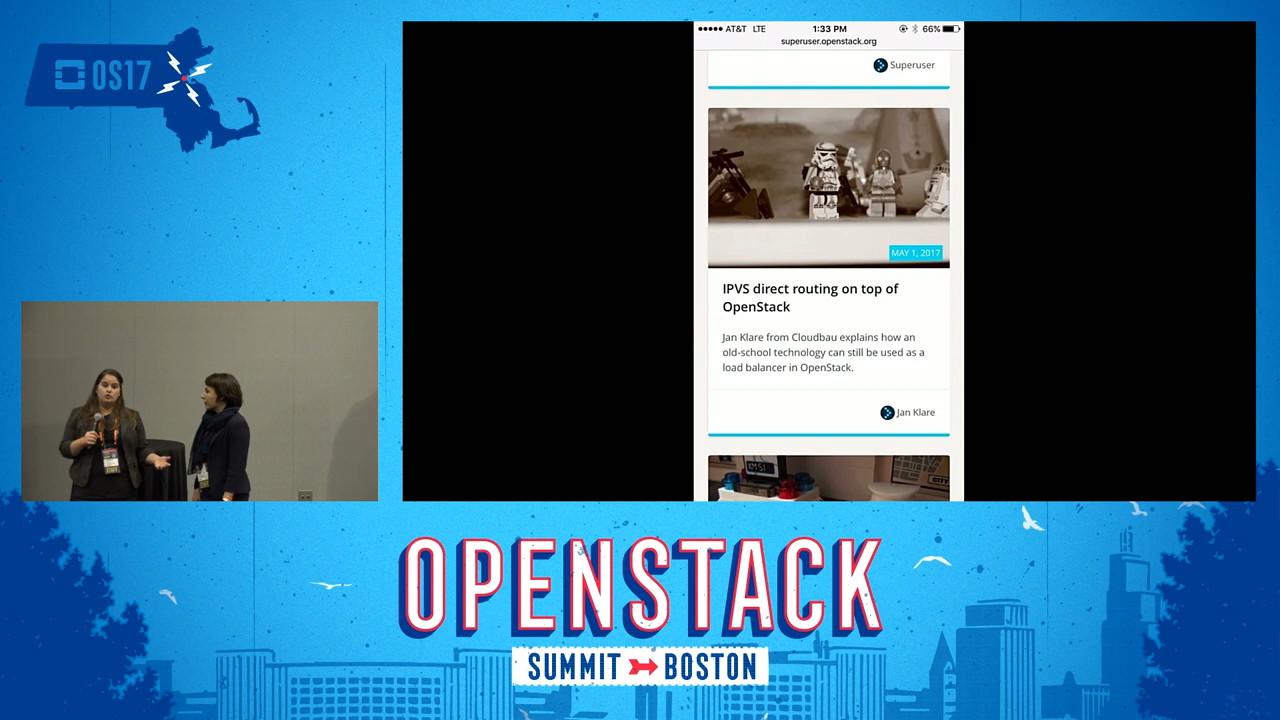 OS17
AT&T LTE 1:33 PM 66%
superuser.openstack.org
Superuser
MAY 1, 2017
IPVS direct routing on top of
OpenStack
Jan Klare from Cloudbau explains how an
old-school technology can still be used as a
load balancer in OpenStack.
Jan Klare
STAFF
OPENSTACK
SUMMIT BOSTON